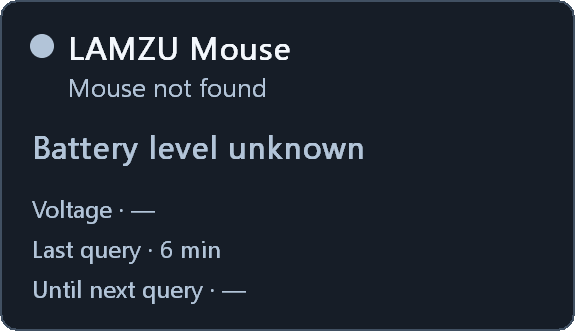 LAMZU Mouse
Mouse not found
Battery level unknown
Voltage · —
Last query · 6 min
Until next query · —